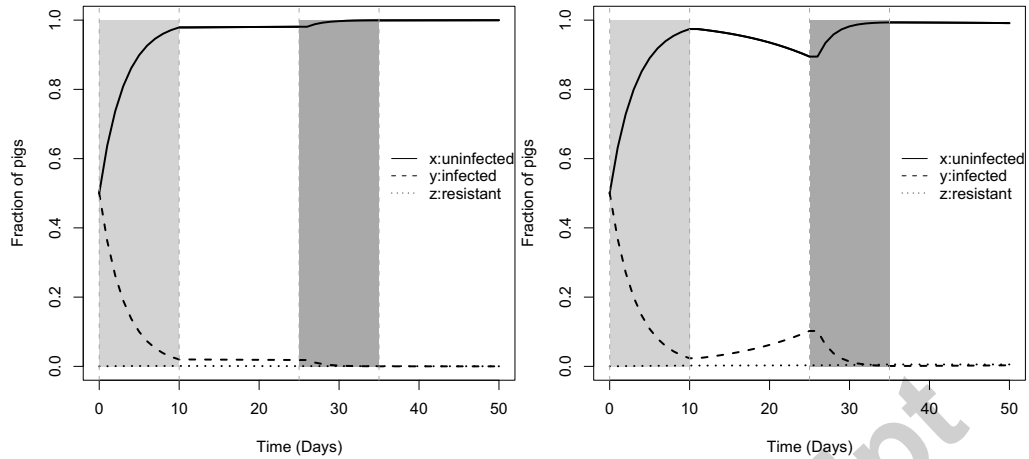 Fraction of pigs
1.0
0.8
0.6
0.4
0.2
0.0
x:uninfected
y:infected
z:resistant
0 10 20 30 40 50
Time (Days)
Fraction of pigs
1.0
0.8
0.6
0.4
0.2
0.0
x:uninfected
y:infected
z:resistant
0 10 20 30 40 50
Time (Days)
pt